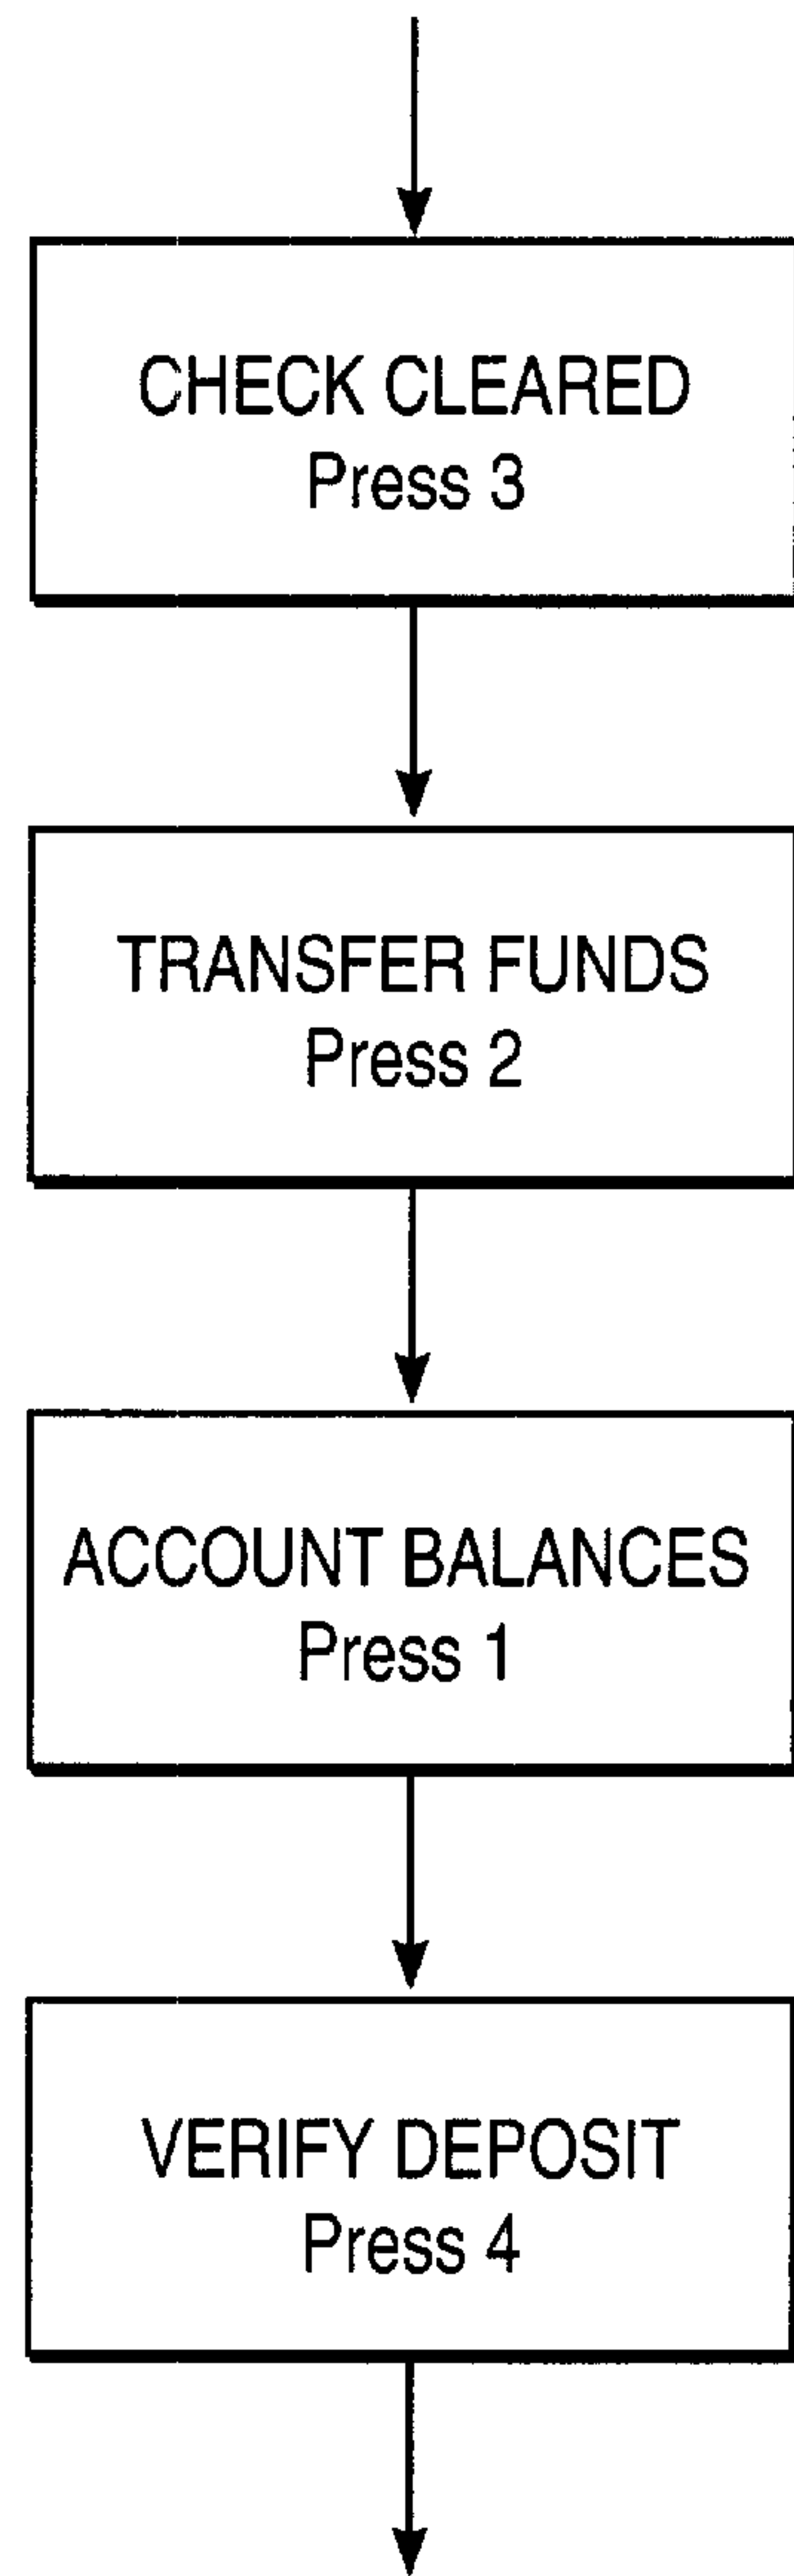 CHECK CLEARED
Press 3
TRANSFER FUNDS
Press 2
ACCOUNT BALANCES
Press 1
VERIFY DEPOSIT
Press 4